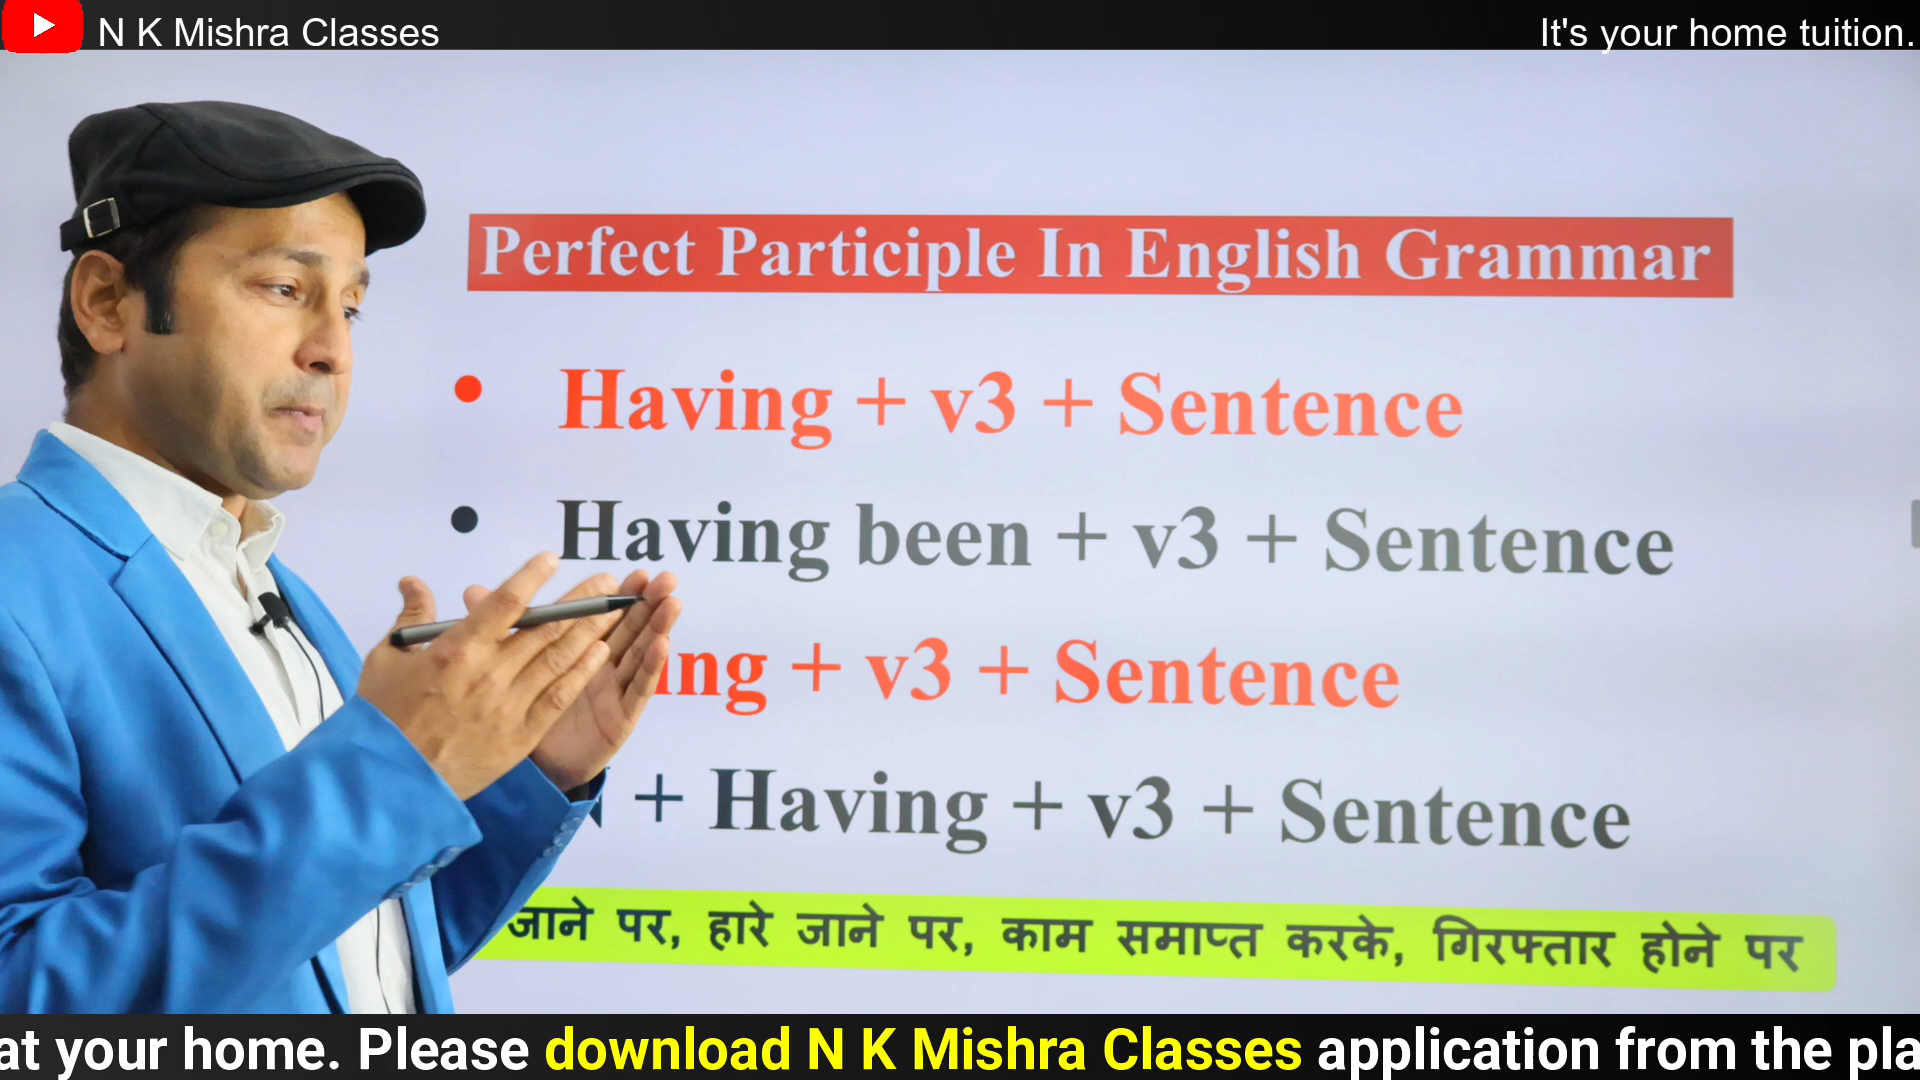 N K Mishra Classes
It's your home tuition.
Perfect Participle In English Grammar
• Having + v3 + Sentence
• Having been + v3 + Sentence
ing + v3 + Sentence
+ Having + v3 + Sentence
जाने पर, हारे जाने पर, काम समाप्त करके, गिरफ्तार होने पर
at your home. Please download N K Mishra Classes application from the pla